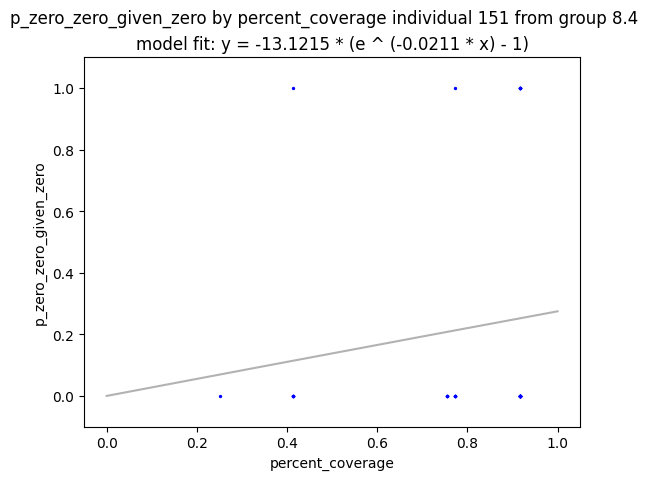 p_zero_zero_given_zero by percent_coverage individual 151 from group 8.4
model fit: y = -13.1215 * (e ^ (-0.0211 * x) - 1)
1.0
0.8
0.6
0.4
0.2
0.0
p_zero_zero_given_zero
0.0 0.2 0.4 0.6 0.8 1.0
percent_coverage